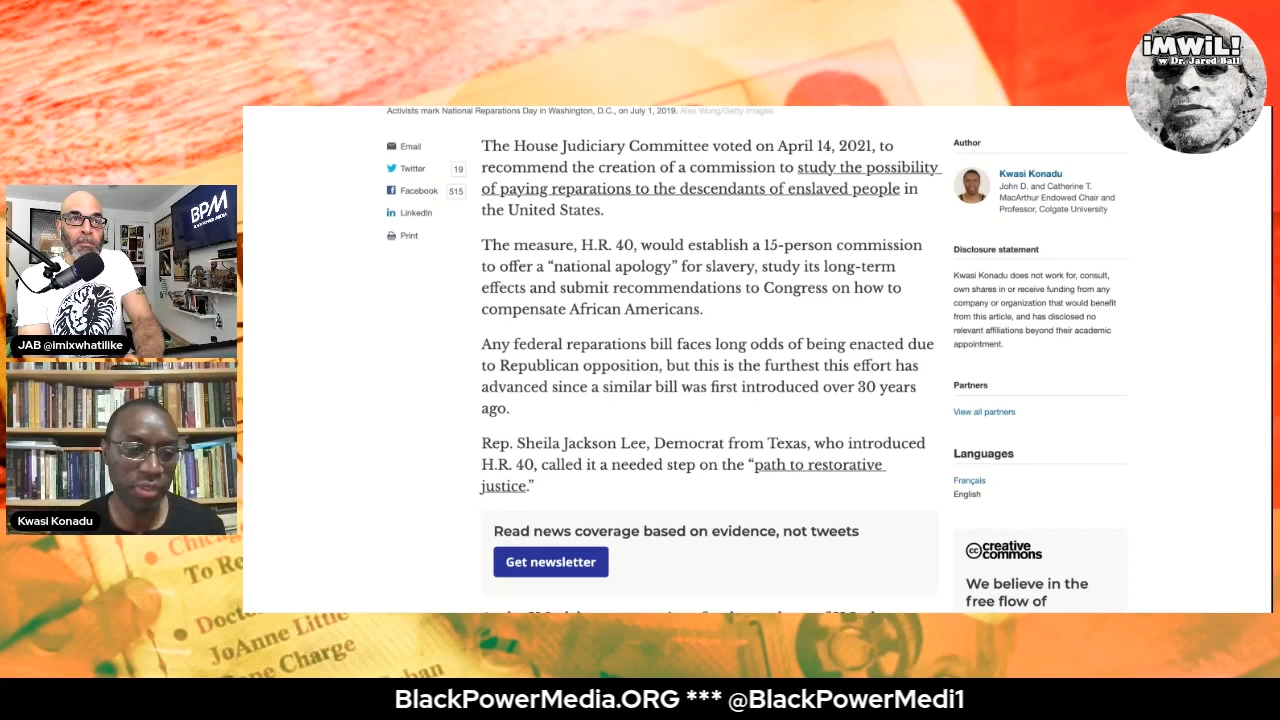 iMWiL!
w Dr. Jared Ball
Activists mark National Reparations Day in Washington, D.C., on July 1, 2019. Alex Wong/Getty Images
Email
Twitter 19
Facebook 515
LinkedIn
Print
The House Judiciary Committee voted on April 14, 2021, to
recommend the creation of a commission to study the possibility
of paying reparations to the descendants of enslaved people in
the United States.
The measure, H.R. 40, would establish a 15-person commission
to offer a “national apology” for slavery, study its long-term
effects and submit recommendations to Congress on how to
compensate African Americans.
Any federal reparations bill faces long odds of being enacted due
to Republican opposition, but this is the furthest this effort has
advanced since a similar bill was first introduced over 30 years
ago.
Rep. Sheila Jackson Lee, Democrat from Texas, who introduced
H.R. 40, called it a needed step on the “path to restorative
justice.”
Read news coverage based on evidence, not tweets
Get newsletter
Author
Kwasi Konadu
John D. and Catherine T.
MacArthur Endowed Chair and
Professor, Colgate University
Disclosure statement
Kwasi Konadu does not work for, consult,
own shares in or receive funding from any
company or organization that would benefit
from this article, and has disclosed no
relevant affiliations beyond their academic
appointment.
Partners
View all partners
Languages
Français
English
cc creative
commons
We believe in the
free flow of
BPM
JAB @imixwhatilike
Kwasi Konadu
To Re
JoAnne Little
Charge
BlackPowerMedia.ORG *** @BlackPowerMedi1